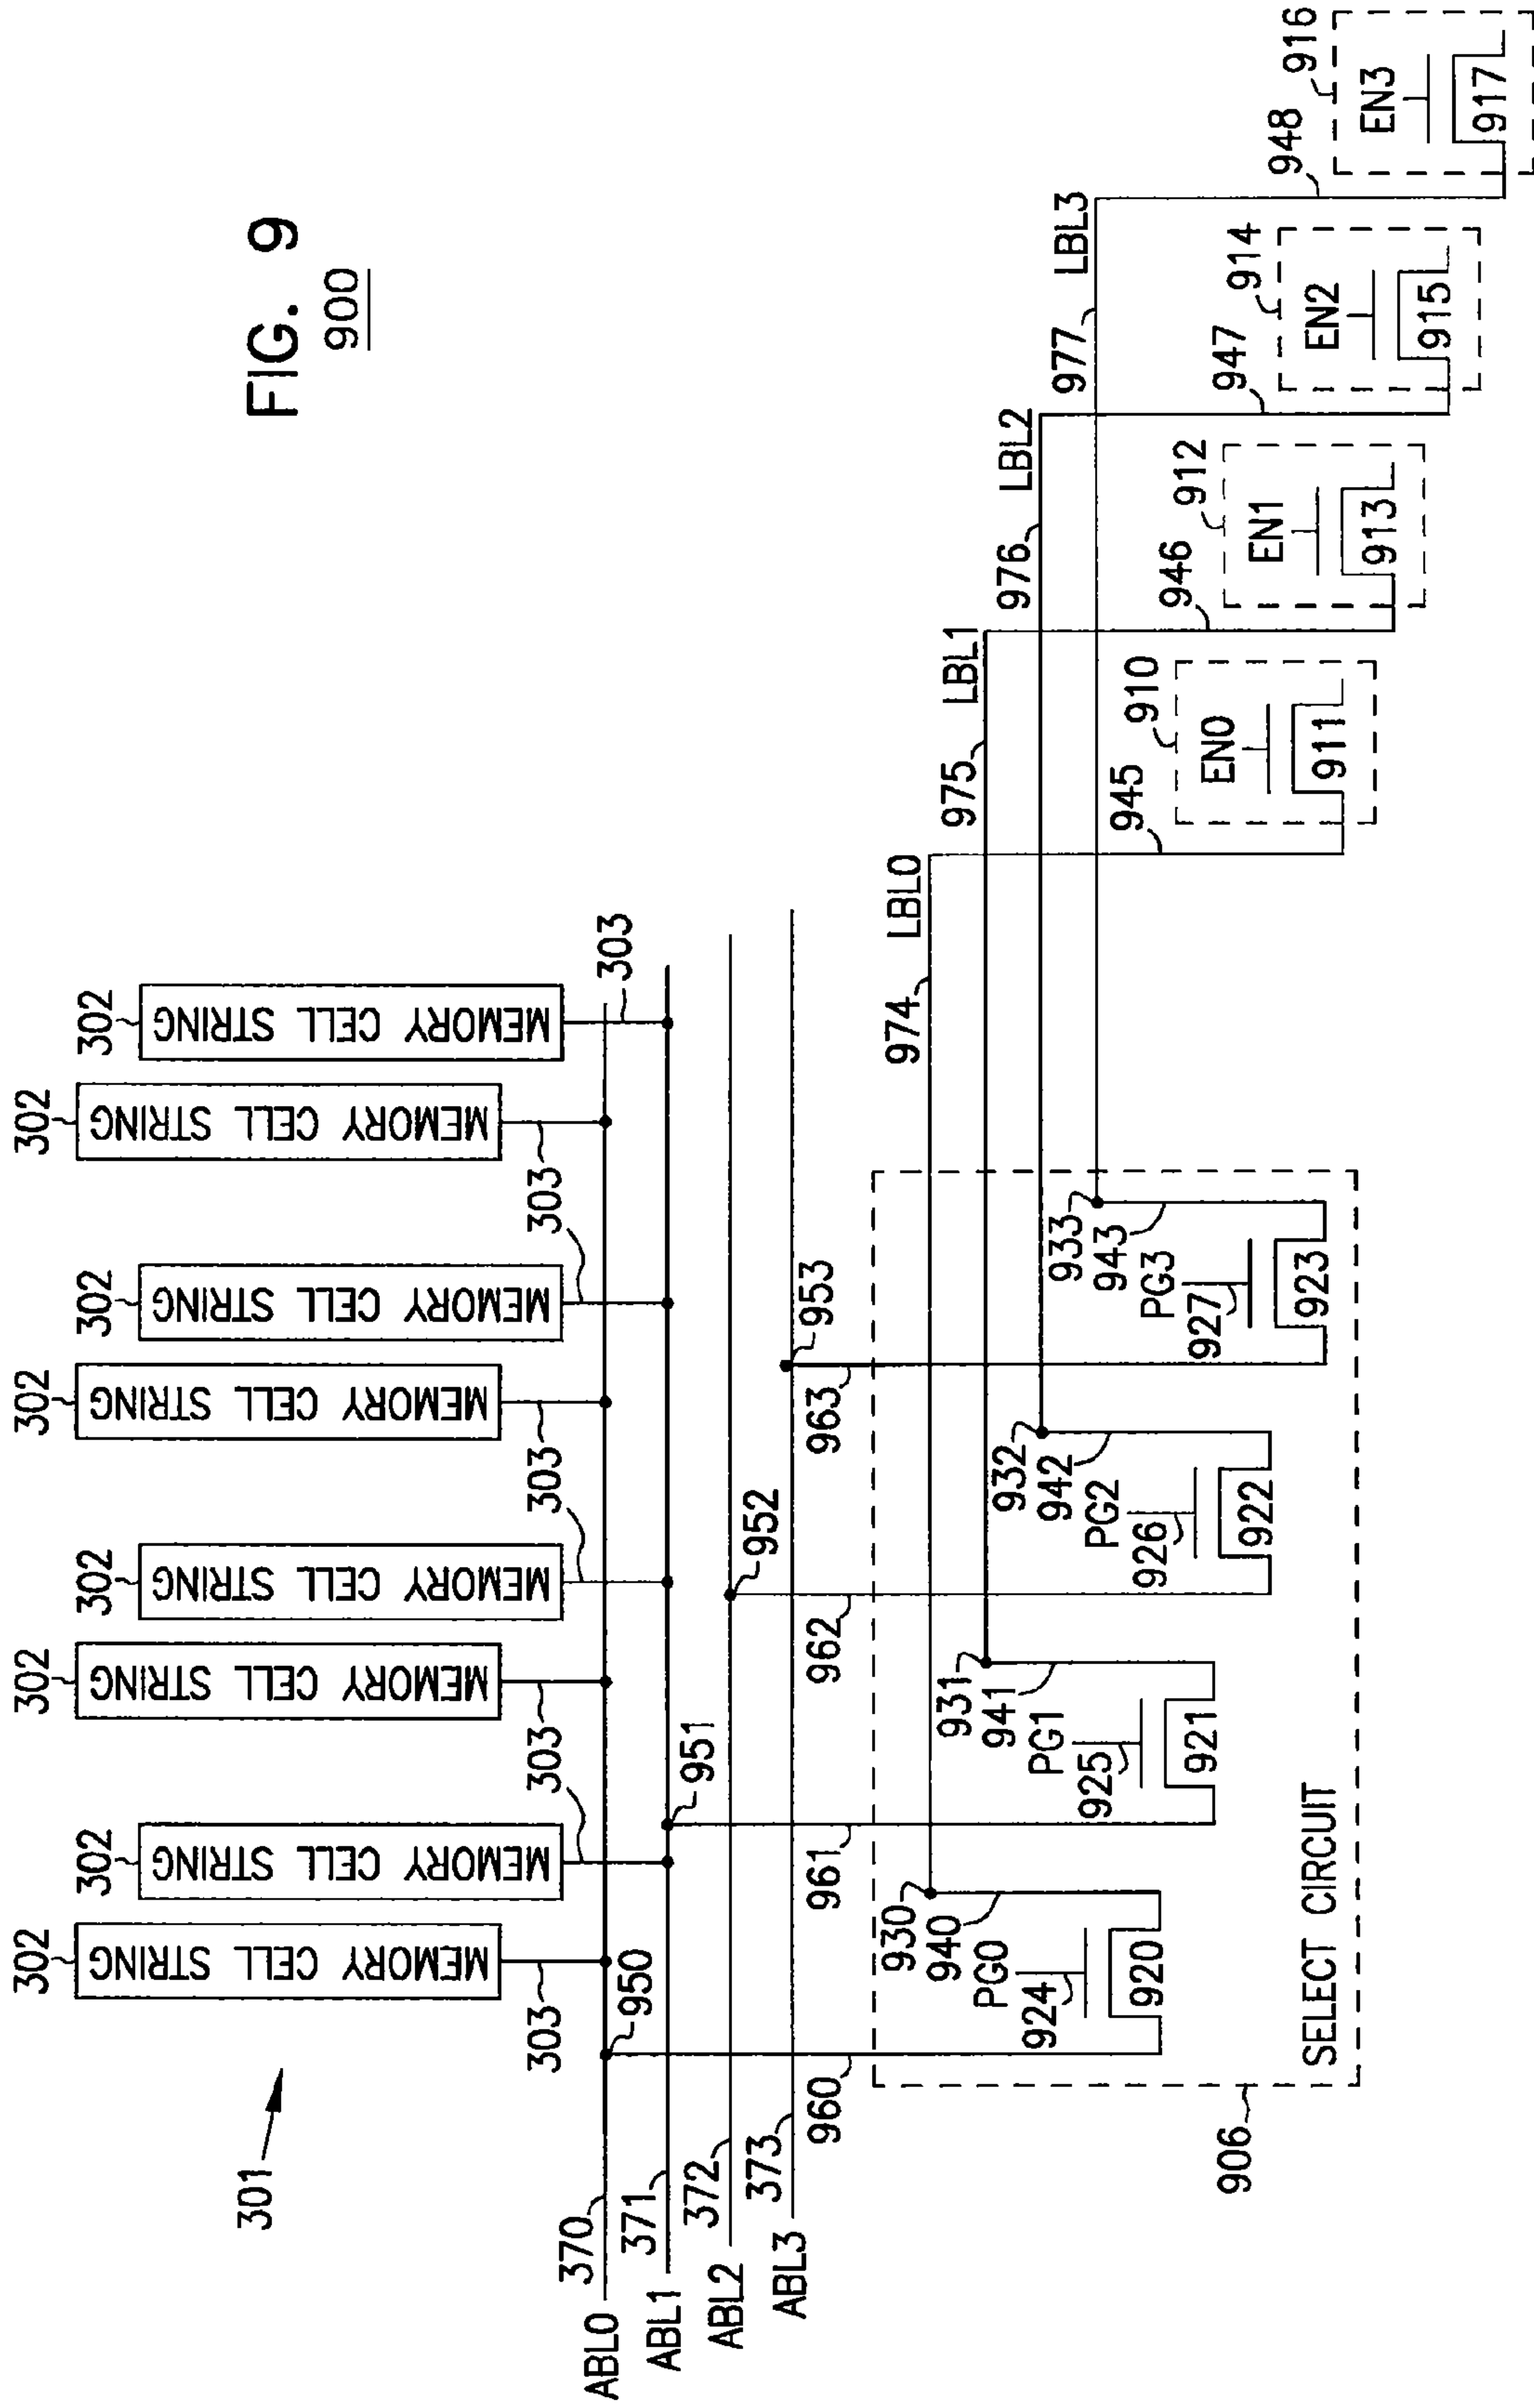 FIG. 9
900
301
302
302
302
302
302
302
302
302
MEMORY CELL
STRING
MEMORY CELL
STRING
MEMORY CELL
STRING
MEMORY CELL
STRING
MEMORY CELL
STRING
MEMORY CELL
STRING
MEMORY CELL
STRING
MEMORY CELL
STRING
303
303
303
303
303
303
303
303
ABL0
370
ABL1
371
ABL2
372
ABL3
373
950
951
952
953
960
961
962
963
974
LBL0
975
LBL1
976
LBL2
977
LBL3
930
940
PG0
924
920
931
941
PG1
925
921
932
942
PG2
926
922
933
943
PG3
927
923
SELECT CIRCUIT
906
945
910
EN0
911
946
912
EN1
913
947
914
EN2
915
948
916
EN3
917